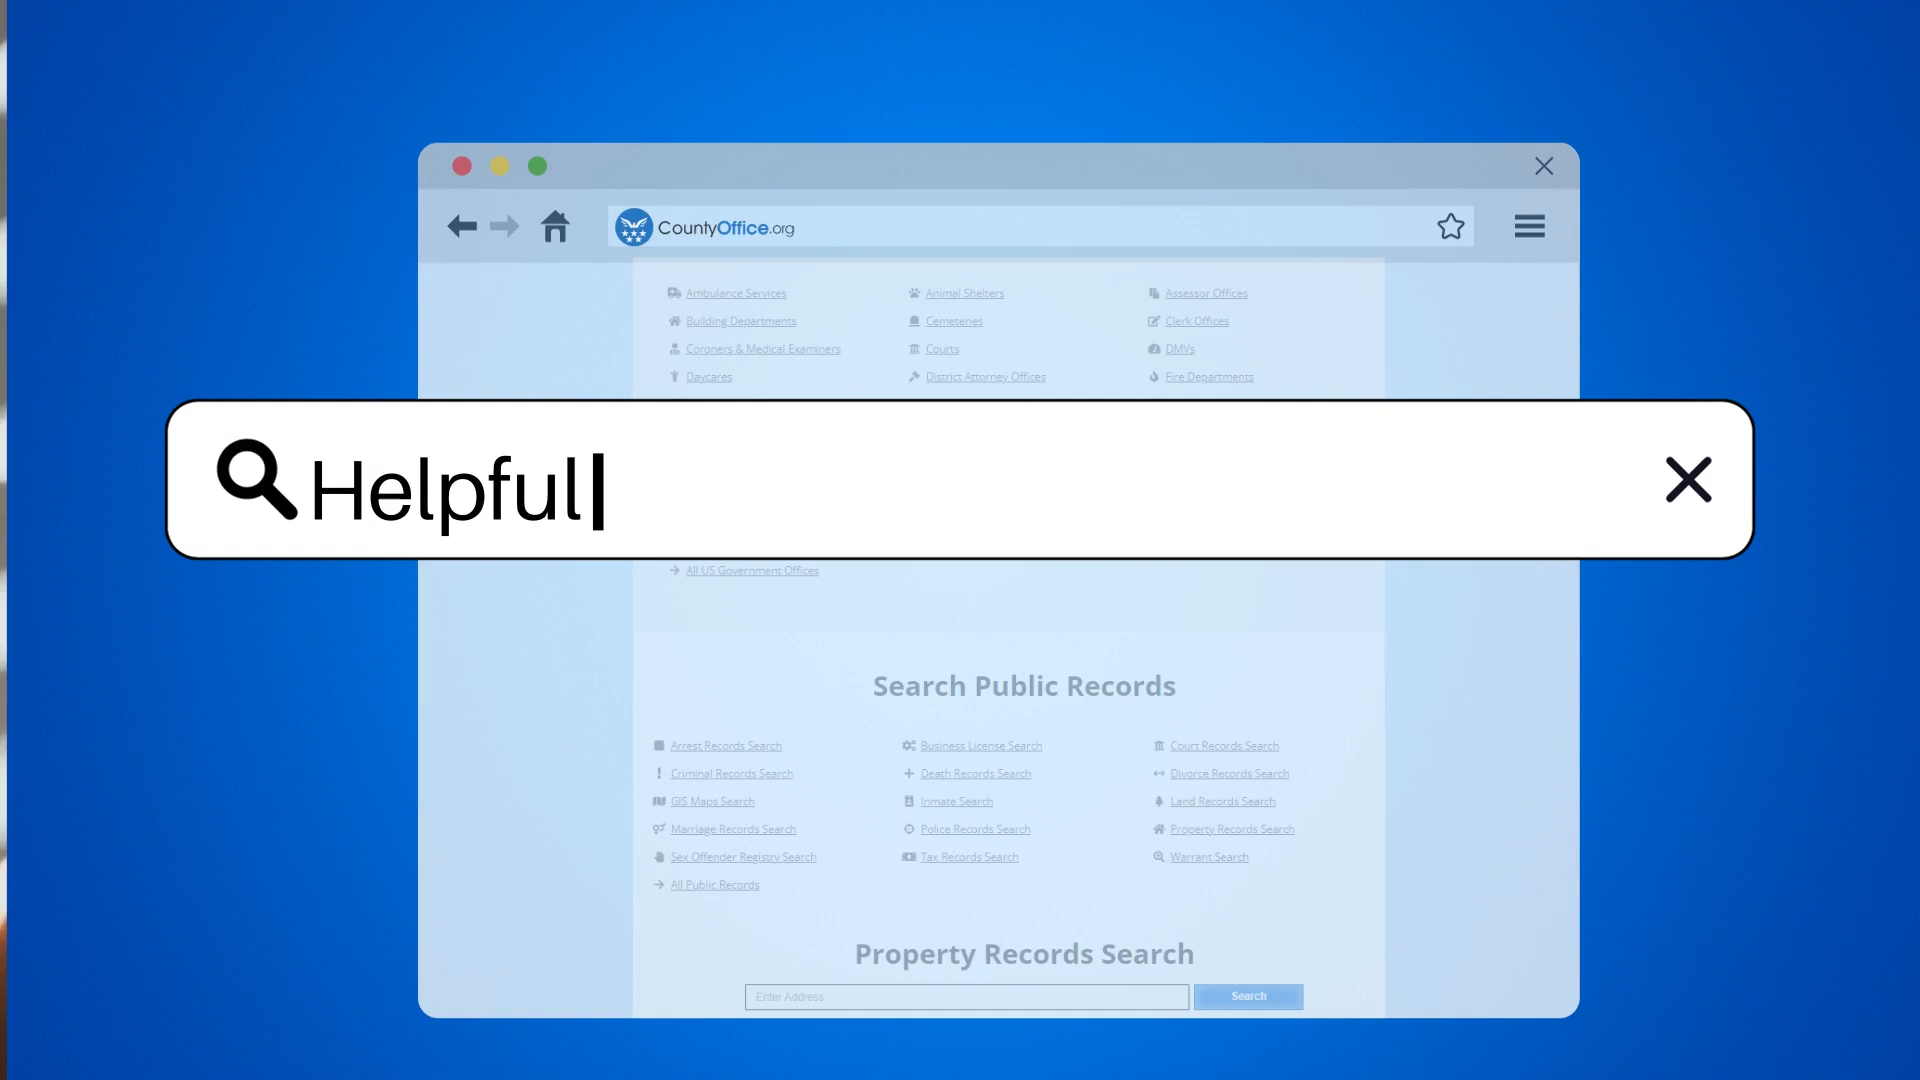 CountyOffice.org
Ambulance Services Animal Shelters Assessor Offices
Building Departments Cemeteries Clerk Offices
Coroners & Medical Examiners Courts DMVs
Daycares District Attorney Offices Fire Departments
Helpful
All US Government Offices
Search Public Records
Arrest Records Search Business License Search Court Records Search
Criminal Records Search Death Records Search Divorce Records Search
GIS Maps Search Inmate Search Land Records Search
Marriage Records Search Police Records Search Property Records Search
Sex Offender Registry Search Tax Records Search Warrant Search
All Public Records
Property Records Search
Enter Address Search